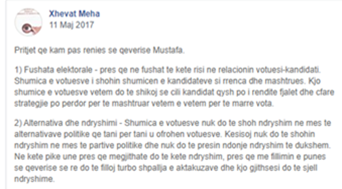 Xhevat Meha
11 Maj 2017
Pritjet qe kam pas renies se qeverise Mustafa.
1) Fushata elektorale - pres qe ne fushat te kete risi ne relacionin votuesi-kandidati.
Shumica e votuesve i shohin shumicen e kandidateve si rrenca dhe mashtrues. Kjo
shumice e votuesve vetem do te shikoj se cili kandidat qysh po i rendite fjalet dhe cfare
strategjie po perdor per te mashtruar vetem e vetem per te marre vota.
2) Alternativa dhe ndryshimi - Shumica e votuesve nuk do te shoh ndryshim ne mes te
alternativave politike qe tani per tani u ofrohen votuesve. Kesisoj nuk do te shohin
ndryshim ne mes te partive politike dhe nuk do te presin ndonje ndryshim te dukshem.
Ne kete pike une pres qe megjithate do te kete ndryshim, pres qe me fillimin e punes
se qeverise se re do te filloj turbo shpallja e aktakuzave dhe kjo gjithsesi do te sjell
ndryshime.